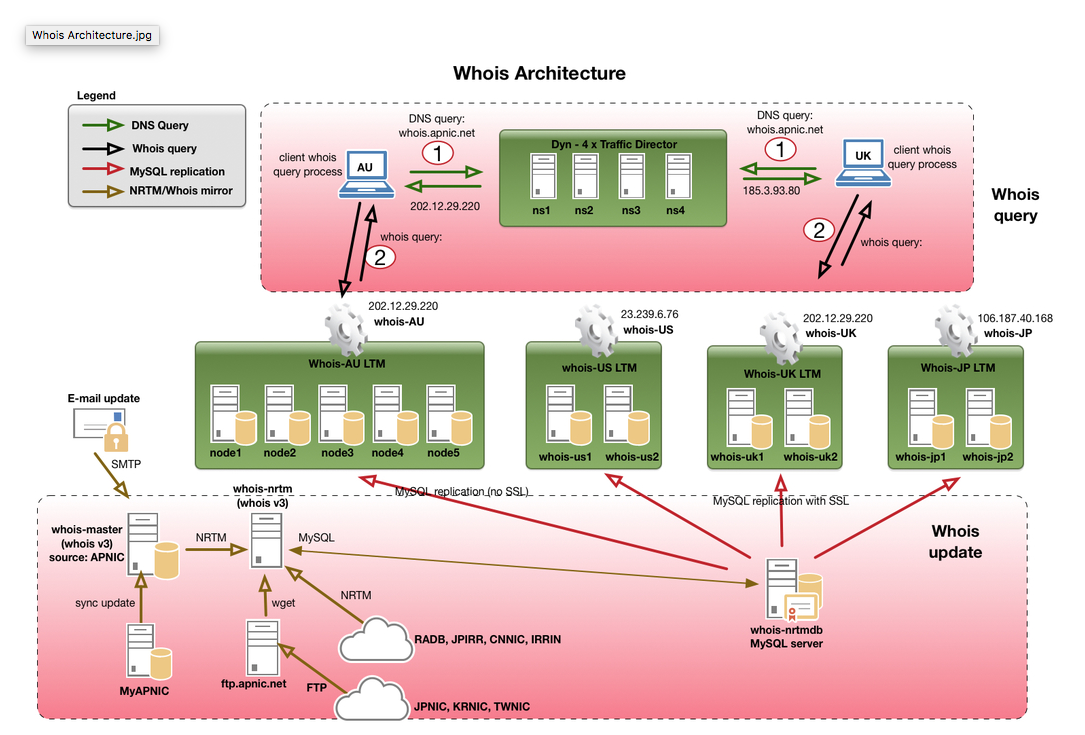 Whois Architecture.jpg
Whois Architecture
Legend
DNS Query
Whois query
MySQL replication
NRTM/Whois mirror
client whois
query process
AU
DNS query:
whois.apnic.net
1
202.12.29.220
Dyn - 4 x Traffic Director
ns1
ns2
ns3
ns4
DNS query:
whois.apnic.net
1
185.3.93.80
UK
client whois
query process
whois query:
2
2
whois query:
Whois
query
202.12.29.220
whois-AU
23.239.6.76
whois-US
202.12.29.220
whois-UK
106.187.40.168
whois-JP
Whois-AU LTM
node1
node2
node3
node4
node5
whois-US LTM
whois-us1
whois-us2
Whois-UK LTM
whois-uk1
whois-uk2
Whois-JP LTM
whois-jp1
whois-jp2
E-mail update
SMTP
MySQL replication (no SSL)
MySQL replication with SSL
Whois
update
whois-master
(whois v3)
source: APNIC
NRTM
whois-nrtm
(whois v3)
MySQL
sync update
wget
NRTM
MyAPNIC
ftp.apnic.net
FTP
RADB, JPIRR, CNNIC, IRRIN
JPNIC, KRNIC, TWNIC
whois-nrtmdb
MySQL server